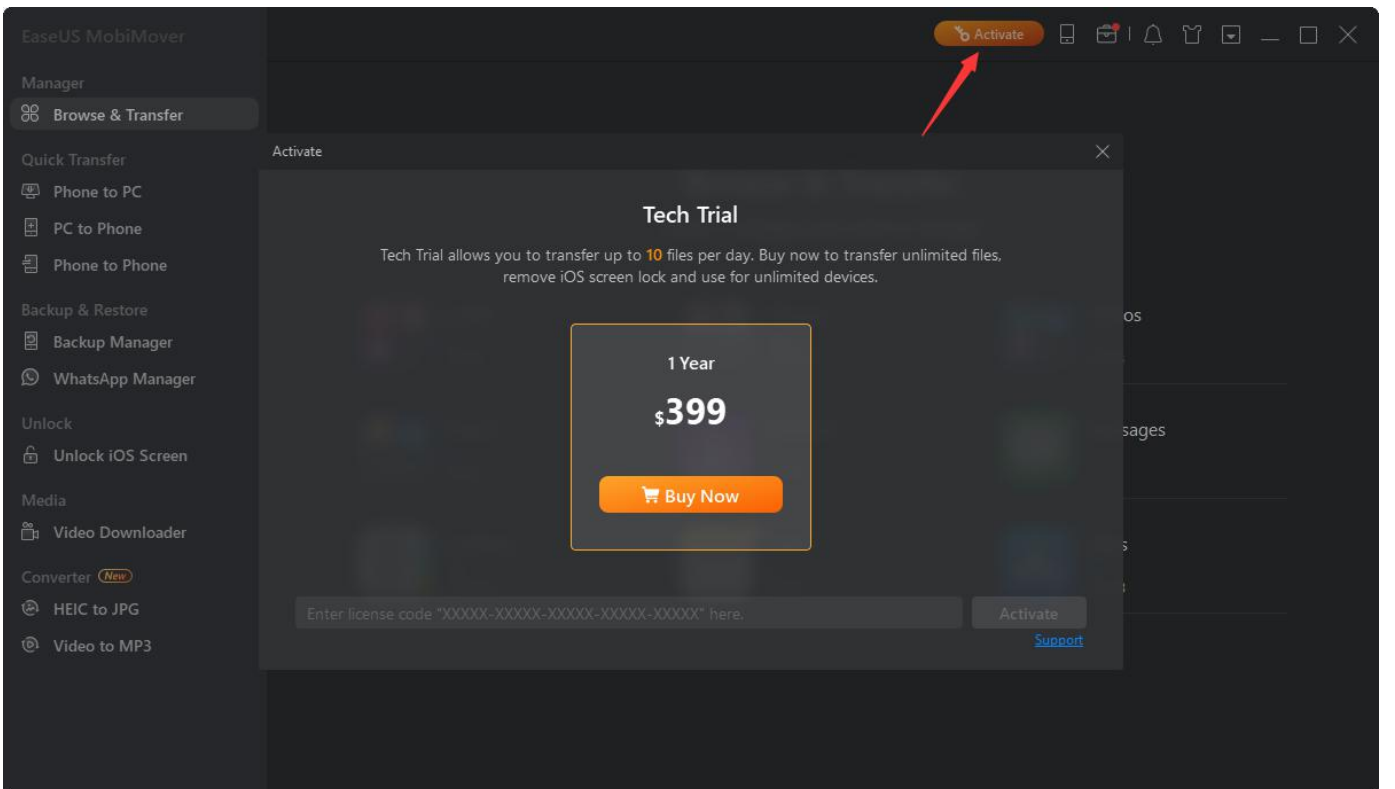 EaseUS MobiMover
Activate
Manager
Browse & Transfer
Quick Transfer
Phone to PC
PC to Phone
Phone to Phone
Backup & Restore
Backup Manager
WhatsApp Manager
Unlock
Unlock iOS Screen
Media
Video Downloader
Converter New
HEIC to JPG
Video to MP3
Activate
Tech Trial
Tech Trial allows you to transfer up to 10 files per day. Buy now to transfer unlimited files,
remove iOS screen lock and use for unlimited devices.
1 Year
$399
Buy Now
Enter license code "XXXXX-XXXXX-XXXXX-XXXXX-XXXXX" here.
Activate
Support
os
sages
s